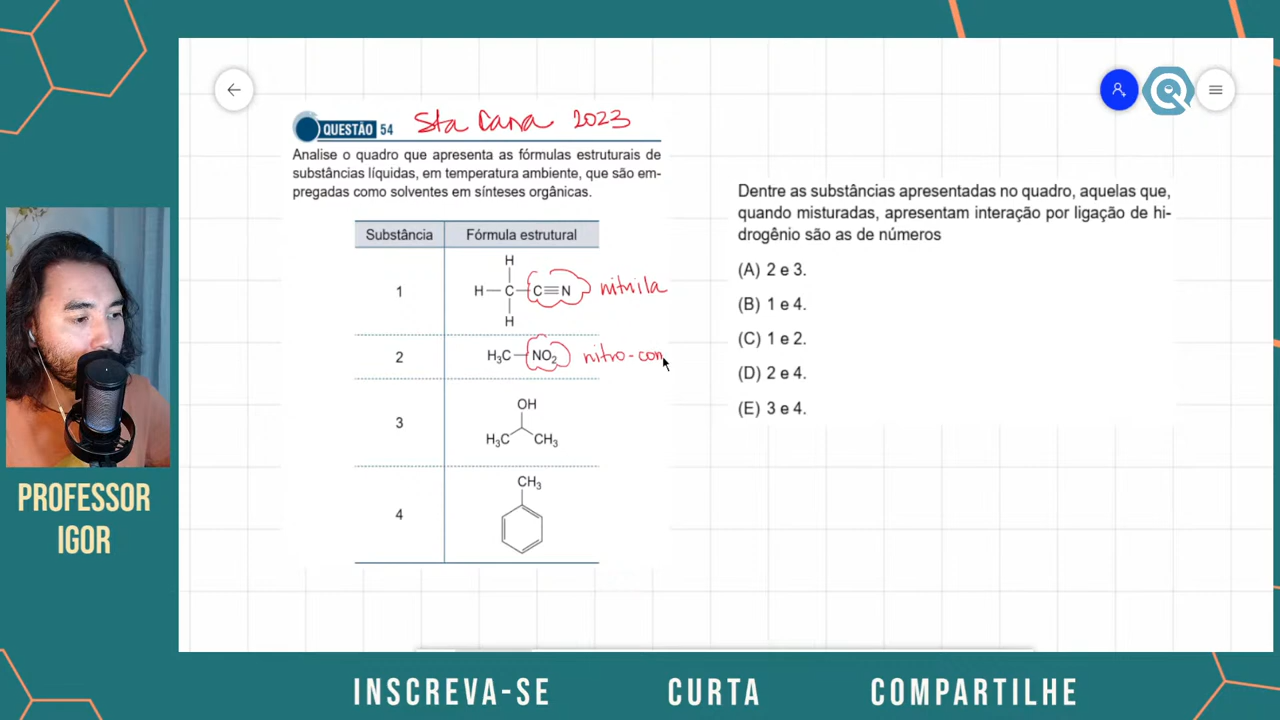 QUESTÃO 54 Sta Clara 2023
Analise o quadro que apresenta as fórmulas estruturais de
substâncias líquidas, em temperatura ambiente, que são em-
pregadas como solventes em sínteses orgânicas.
Substância Fórmula estrutural
H
1 H C C N nitrila
H
2 H₃C NO₂ nitro-com
OH
3
H₃C CH₃
CH₃
4
Dentre as substâncias apresentadas no quadro, aquelas que,
quando misturadas, apresentam interação por ligação de hi-
drogênio são as de números
(A) 2 e 3.
(B) 1 e 4.
(C) 1 e 2.
(D) 2 e 4.
(E) 3 e 4.
PROFESSOR
IGOR
INSCREVA-SE CURTA COMPARTILHE